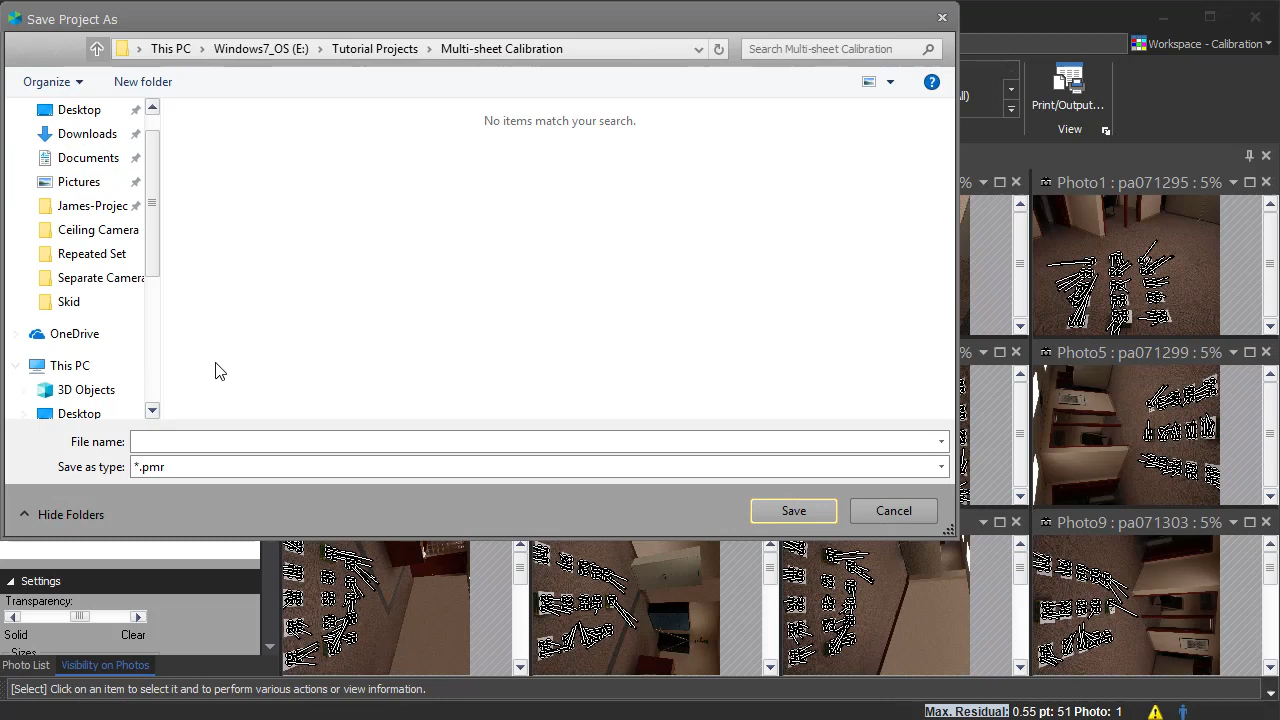 Save Project As
This PC
Windows7_OS (E:)
Tutorial Projects
Multi-sheet Calibration
Search Multi-sheet Calibration
Workspace - Calibration
Organize
New folder
Print/Output...
View
Desktop
Downloads
Documents
Pictures
James-Projec
Ceiling Camera
Repeated Set
Separate Camera
Skid
OneDrive
This PC
3D Objects
Desktop
No items match your search.
File name:
Save as type:
*.pmr
Hide Folders
Save
Cancel
%
Photo1 : pa071295 : 5%
%
Photo5 : pa071299 : 5%
Photo9 : pa071303 : 5%
Settings
Transparency:
Solid
Clear
Photo List
Visibility on Photos
[Select] Click on an item to select it and to perform various actions or view information.
Max. Residual: 0.55 pt: 51 Photo: 1